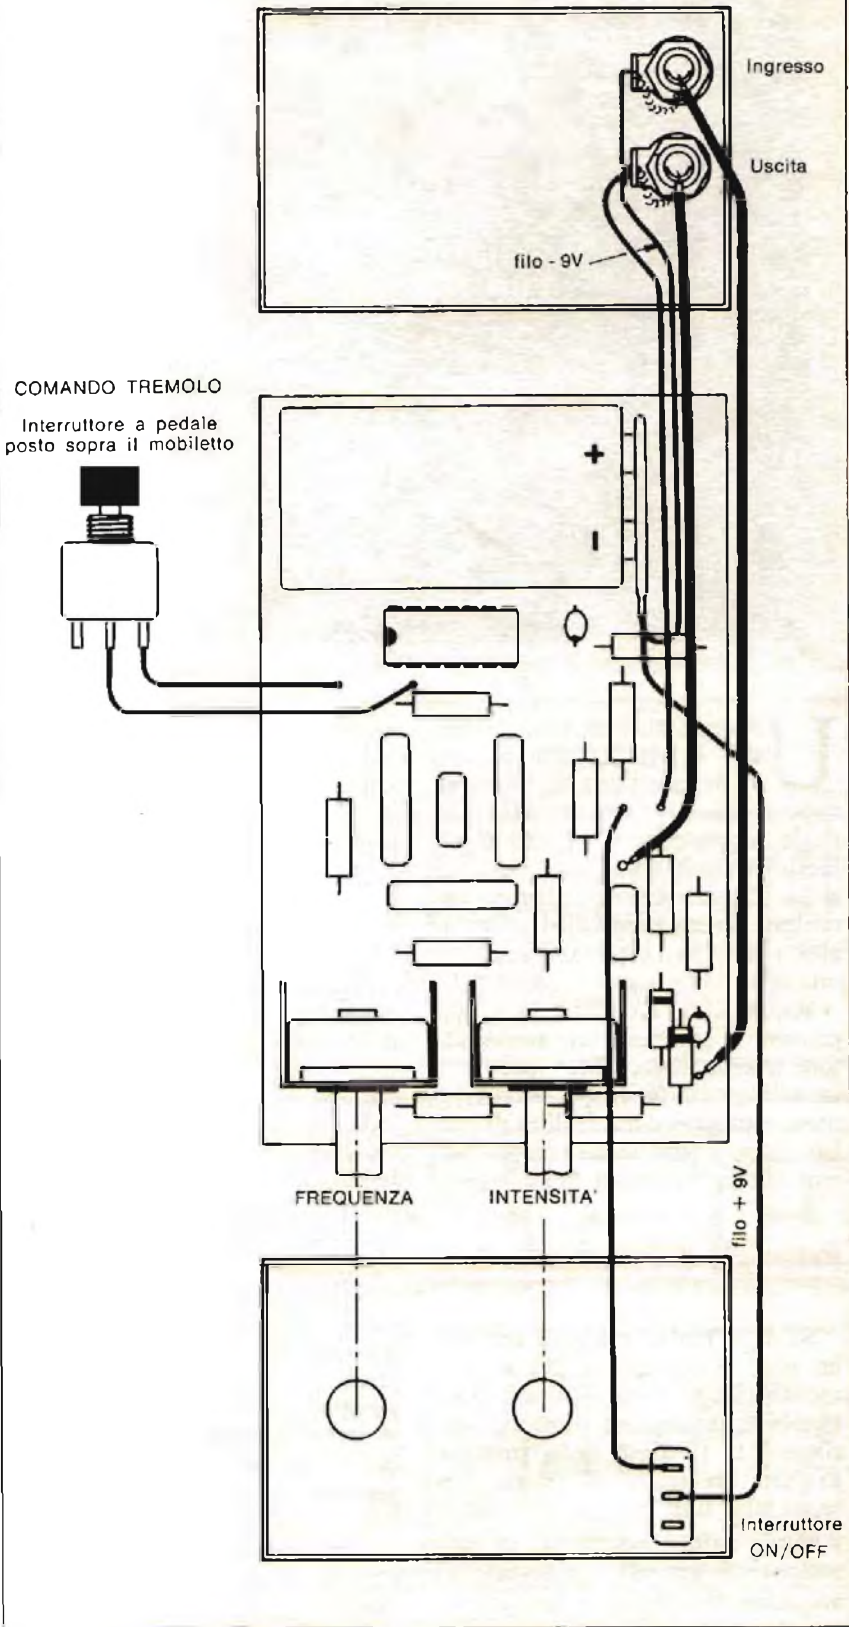 Ingresso
Uscita
filo - 9V
COMANDO TREMOLO
Interruttore a pedale
posto sopra il mobiletto
+
-
FREQUENZA
INTENSITA'
filo + 9V
Interruttore
ON/OFF